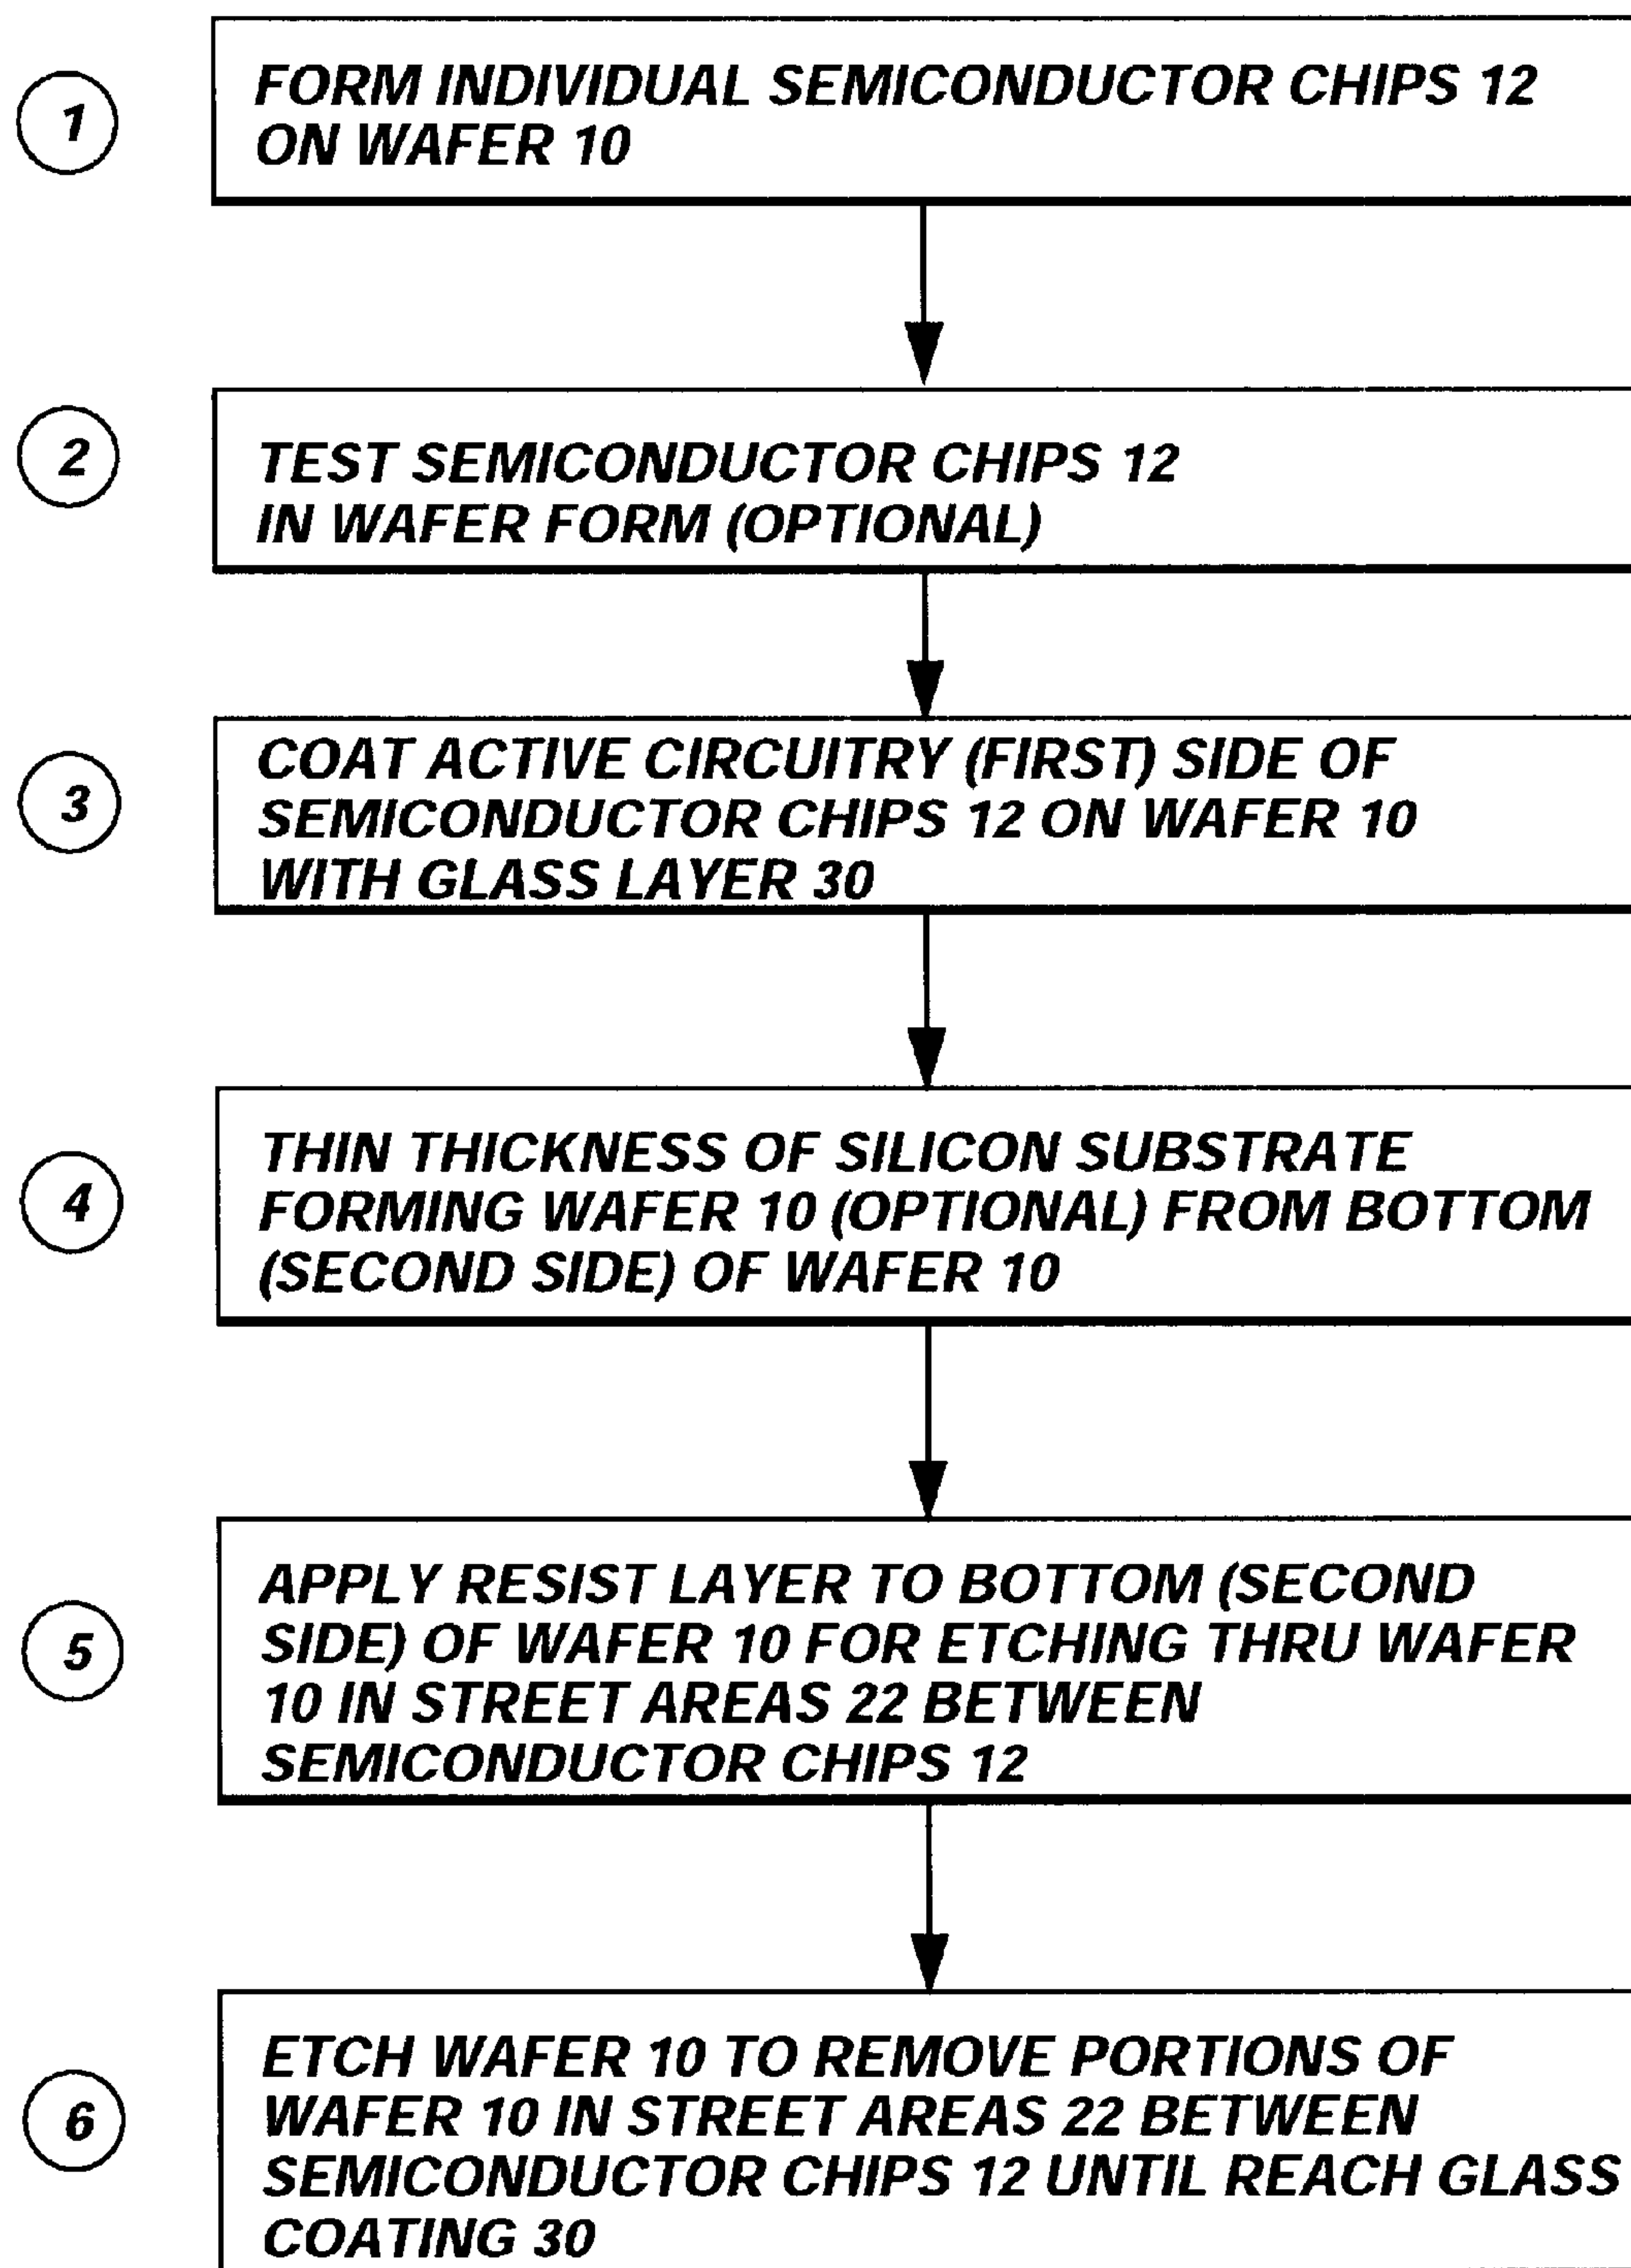 1
FORM INDIVIDUAL SEMICONDUCTOR CHIPS 12
ON WAFER 10
2
TEST SEMICONDUCTOR CHIPS 12
IN WAFER FORM (OPTIONAL)
3
COAT ACTIVE CIRCUITRY (FIRST) SIDE OF
SEMICONDUCTOR CHIPS 12 ON WAFER 10
WITH GLASS LAYER 30
4
THIN THICKNESS OF SILICON SUBSTRATE
FORMING WAFER 10 (OPTIONAL) FROM BOTTOM
(SECOND SIDE) OF WAFER 10
5
APPLY RESIST LAYER TO BOTTOM (SECOND
SIDE) OF WAFER 10 FOR ETCHING THRU WAFER
10 IN STREET AREAS 22 BETWEEN
SEMICONDUCTOR CHIPS 12
6
ETCH WAFER 10 TO REMOVE PORTIONS OF
WAFER 10 IN STREET AREAS 22 BETWEEN
SEMICONDUCTOR CHIPS 12 UNTIL REACH GLASS
COATING 30